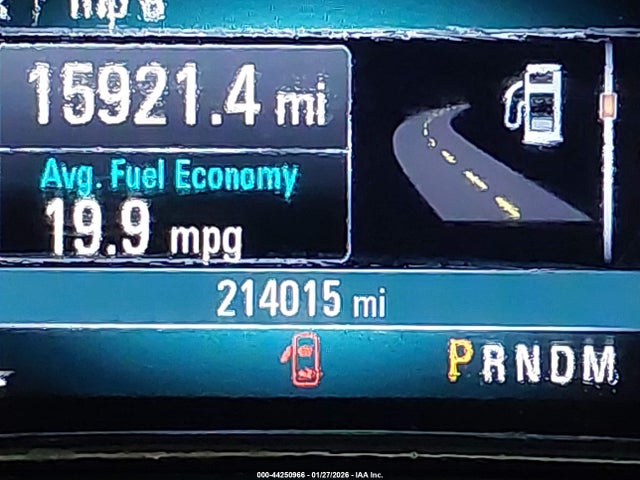 mpg
15921.4 mi
Avg. Fuel Economy
19.9 mpg
214015 mi
PRNDM
000-44250966 - 01/27/2026 - IAA Inc.